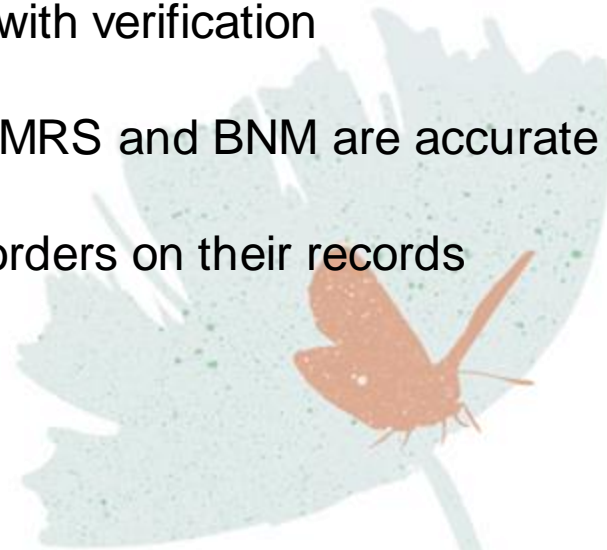 with verification
MRS and BNM are accurate
orders on their records